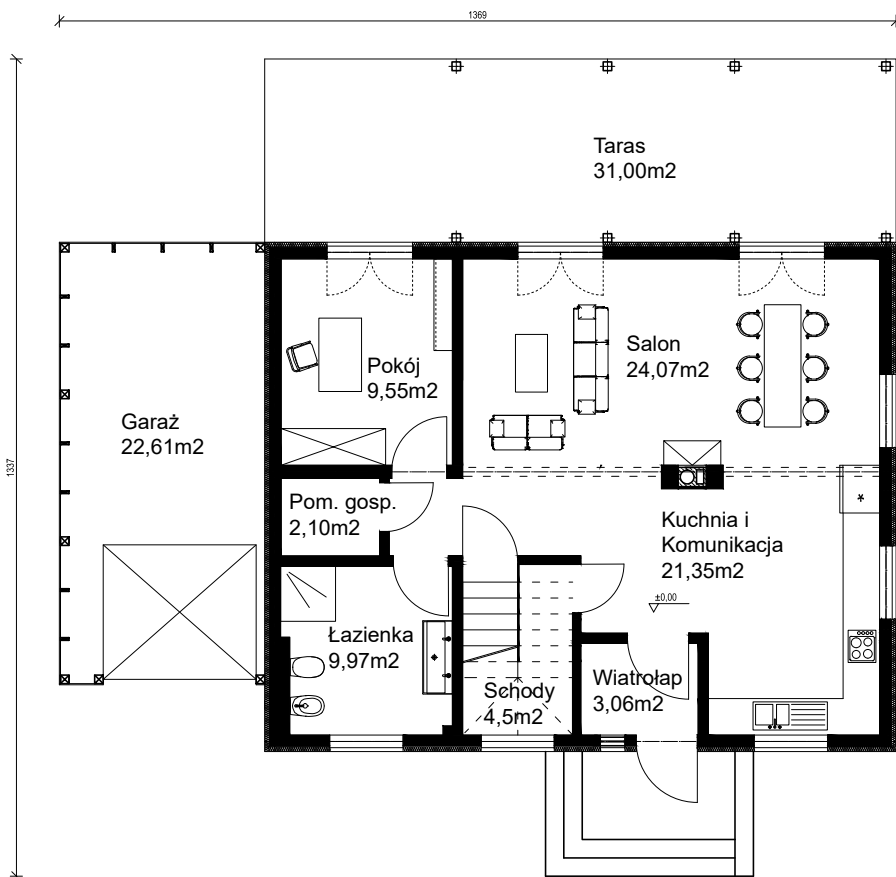 1369
Taras
31,00m2
Salon
24,07m2
Pokój
9,55m2
Garaż
22,61m2
1337
Pom. gosp.
2,10m2
Kuchnia i
Komunikacja
21,35m2
±0,00
Łazienka
9,97m2
Schody
4,5m2
Wiatrołap
3,06m2